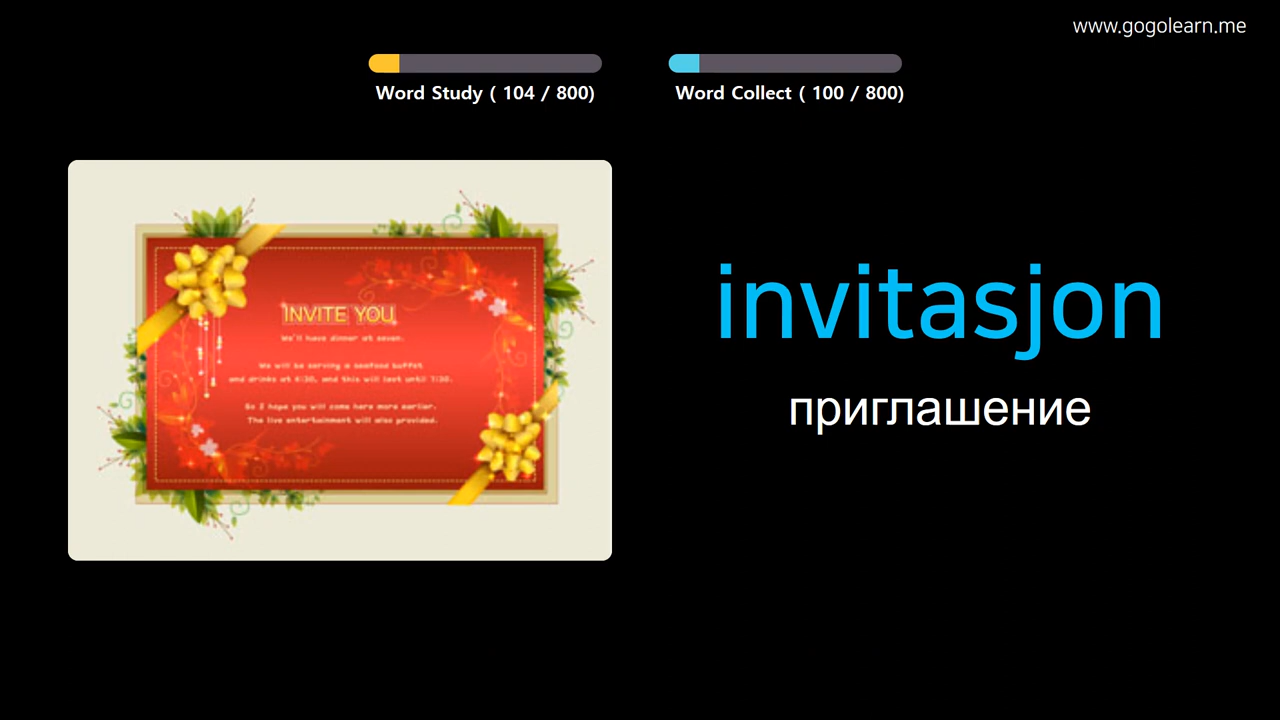 www.gogolearn.me
Word Study ( 104 / 800)
Word Collect ( 100 / 800)
INVITE YOU
We'll have dinner at seven.
We will be serving a seafood buffet
and drinks at 6:30, and this will last until 7:30.
So I hope you will come here more earlier.
The live entertainment will also provided.
invitasjon
приглашение